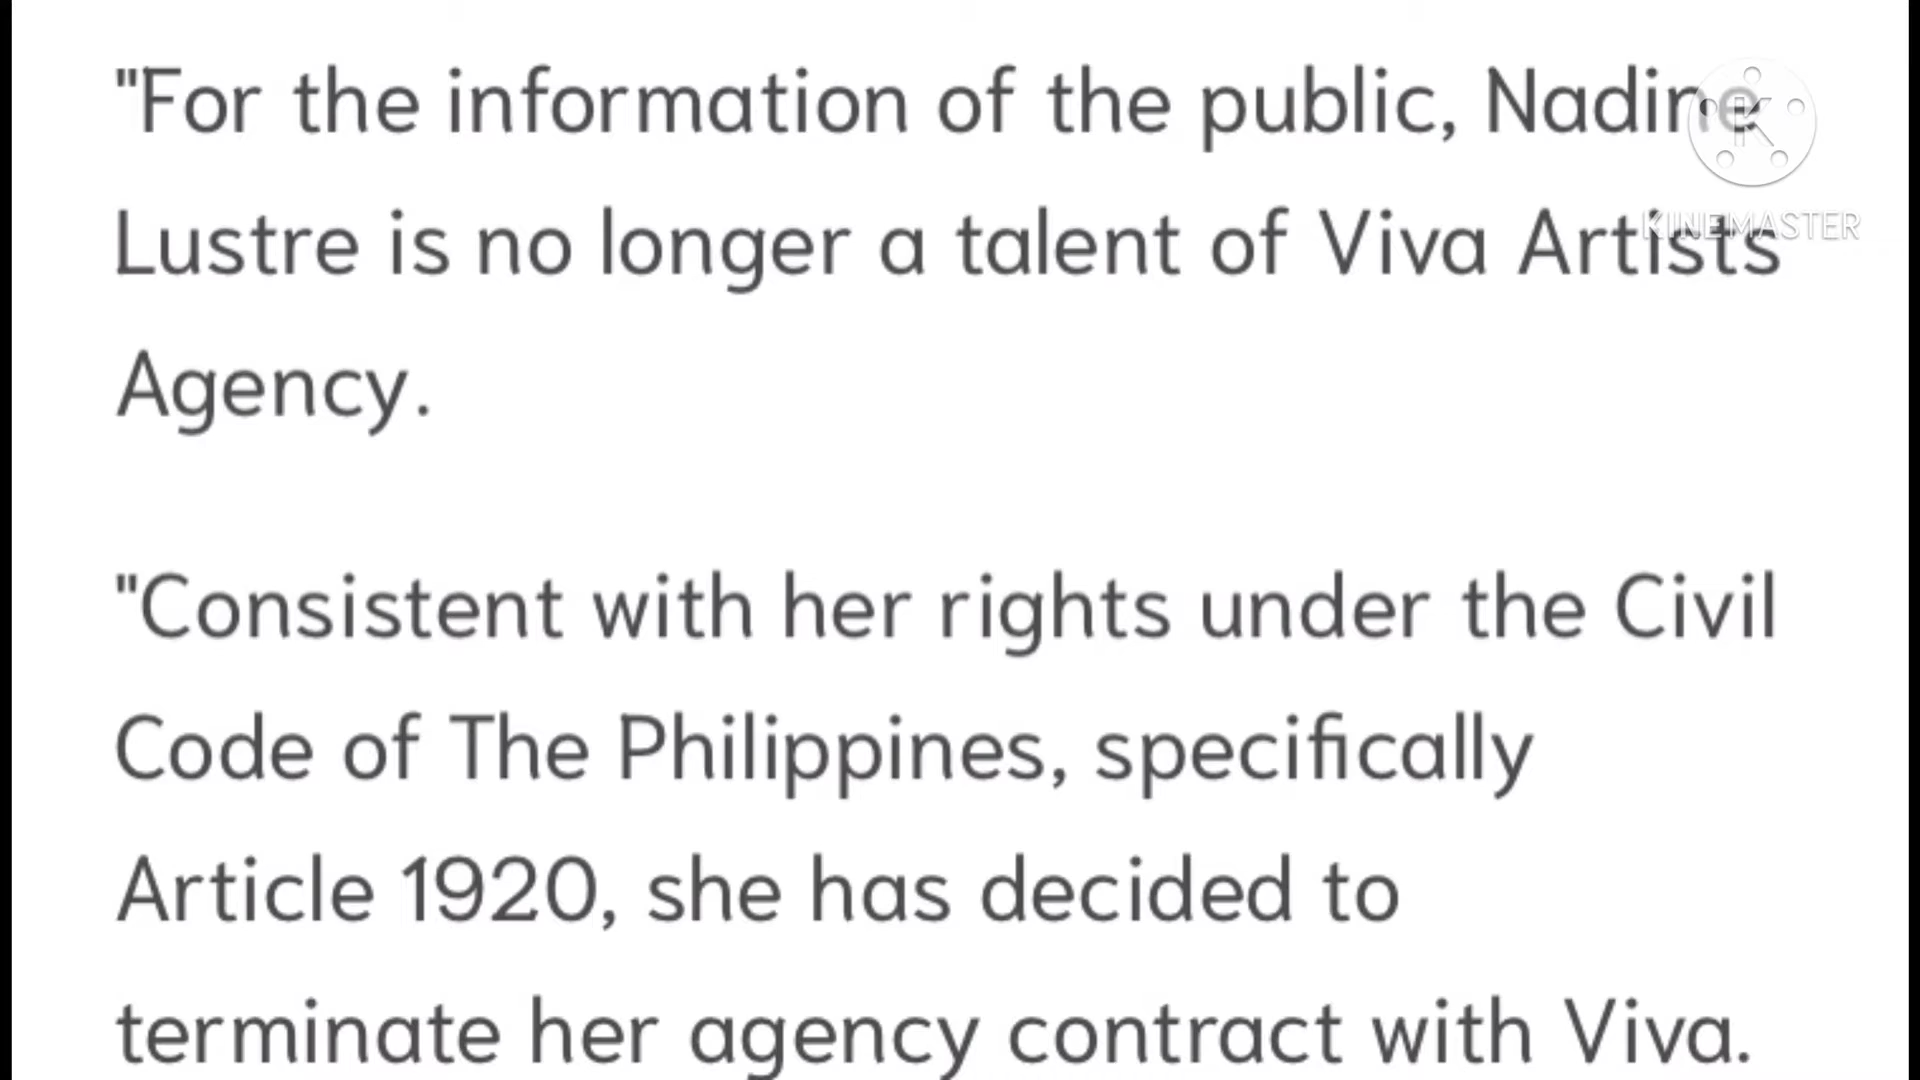 "For the information of the public, Nadine
Lustre is no longer a talent of Viva Artists
Agency.
"Consistent with her rights under the Civil
Code of The Philippines, specifically
Article 1920, she has decided to
terminate her agency contract with Viva.
K
KINEMASTER